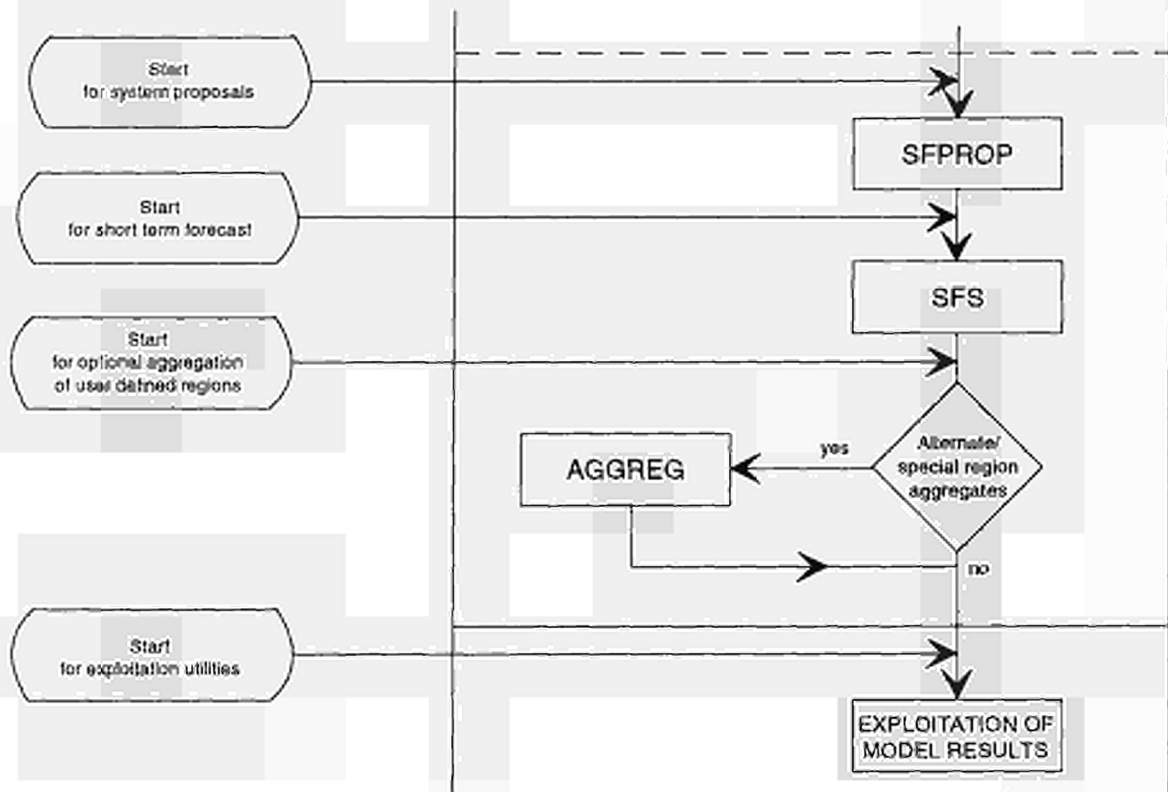 Start
for system proposals
SFPROP
Start
for short term forecast
SFS
Start
for optional aggregation
of user defined regions
Alternate/
special region
aggregates
yes
AGGREG
no
Start
for exploitation utilities
EXPLOITATION OF
MODEL RESULTS